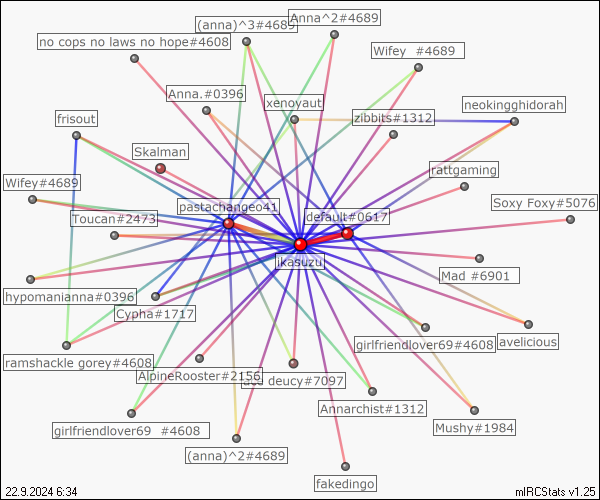 (anna)^3#4689
Anna^2#4689
no cops no laws no hope#4608
Wifey  #4689
Anna.#0396
xenoyaut
neokingghidorah
frisout
zibbits#1312
Skalman
rattgaming
Wifey#4689
pastachangeo41
Soxy Foxy#5076
Toucan#2473
default#0617
ikasuzu
Mad #6901
hypomanianna#0396
Cypha#1717
girlfriendlover69#4608
avelicious
ramshackle gorey#4608
AlpineRooster#2156
deucy#7097
Annarchist#1312
Mushy#1984
girlfriendlover69  #4608
(anna)^2#4689
fakedingo
22.9.2024 6:34
mIRCStats v1.25